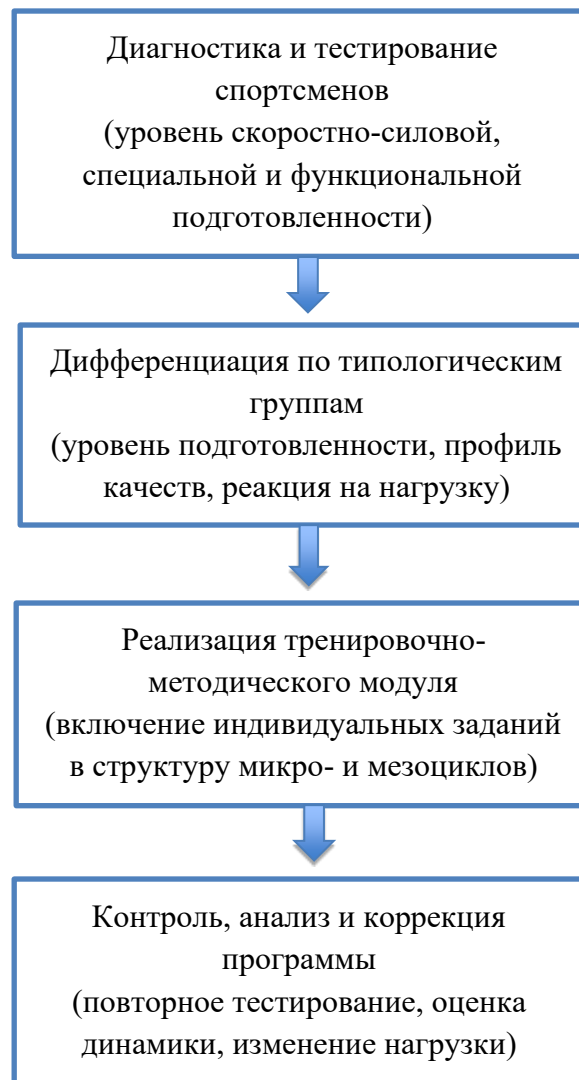 Диагностика и тестирование
спортсменов
(уровень скоростно-силовой,
специальной и функциональной
подготовленности)
Дифференциация по типологическим
группам
(уровень подготовленности, профиль
качеств, реакция на нагрузку)
Реализация тренировочно-
методического модуля
(включение индивидуальных заданий
в структуру микро- и мезоциклов)
Контроль, анализ и коррекция
программы
(повторное тестирование, оценка
динамики, изменение нагрузки)